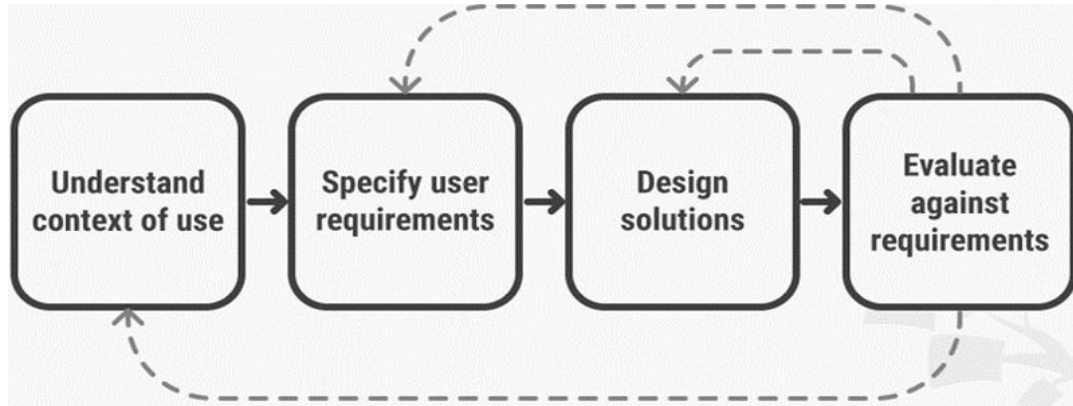 Understand
context of use
Specify user
requirements
Design
solutions
Evaluate
against
requirements